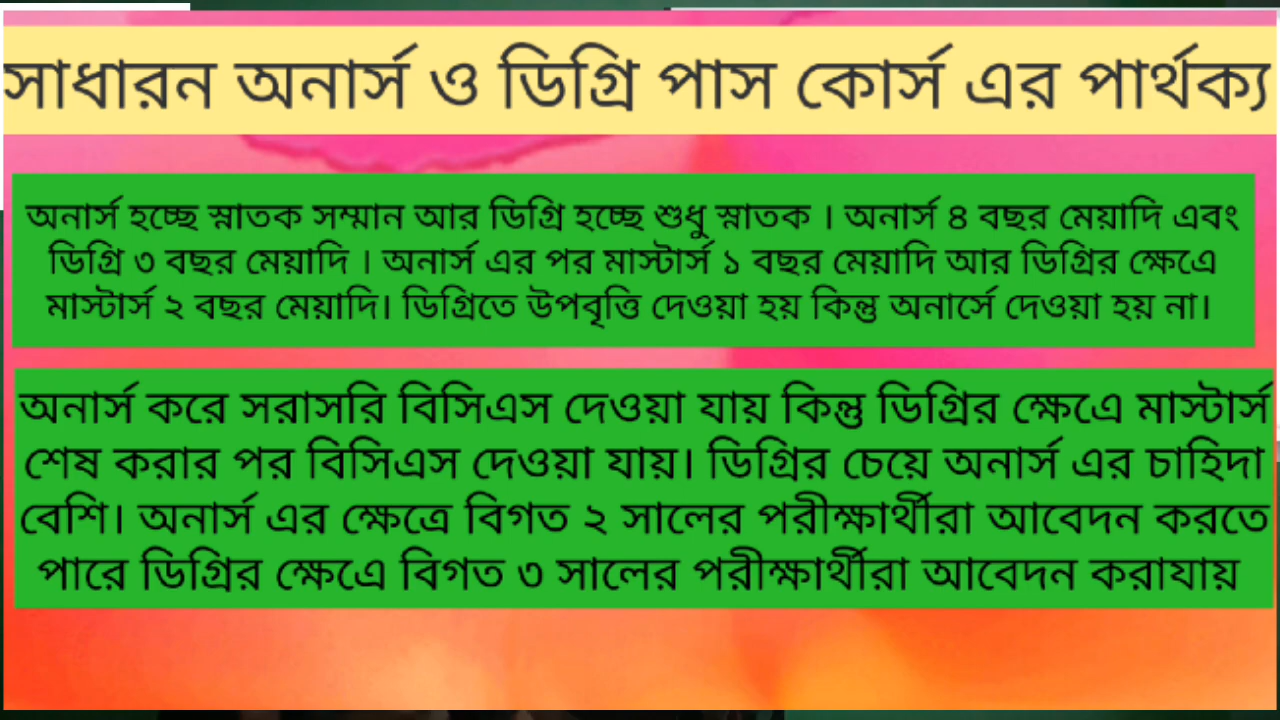 সাধারন অনার্স ও ডিগ্রি পাস কোর্স এর পার্থক্য
অনার্স হচ্ছে স্নাতক সম্মান আর ডিগ্রি হচ্ছে শুধু স্নাতক । অনার্স ৪ বছর মেয়াদি এবং
ডিগ্রি ৩ বছর মেয়াদি । অনার্স এর পর মাস্টার্স ১ বছর মেয়াদি আর ডিগ্রির ক্ষেএে
মাস্টার্স ২ বছর মেয়াদি। ডিগ্রিতে উপবৃত্তি দেওয়া হয় কিন্তু অনার্সে দেওয়া হয় না।
অনার্স করে সরাসরি বিসিএস দেওয়া যায় কিন্তু ডিগ্রির ক্ষেএে মাস্টার্স
শেষ করার পর বিসিএস দেওয়া যায়। ডিগ্রির চেয়ে অনার্স এর চাহিদা
বেশি। অনার্স এর ক্ষেত্রে বিগত ২ সালের পরীক্ষার্থীরা আবেদন করতে
পারে ডিগ্রির ক্ষেএে বিগত ৩ সালের পরীক্ষার্থীরা আবেদন করাযায়